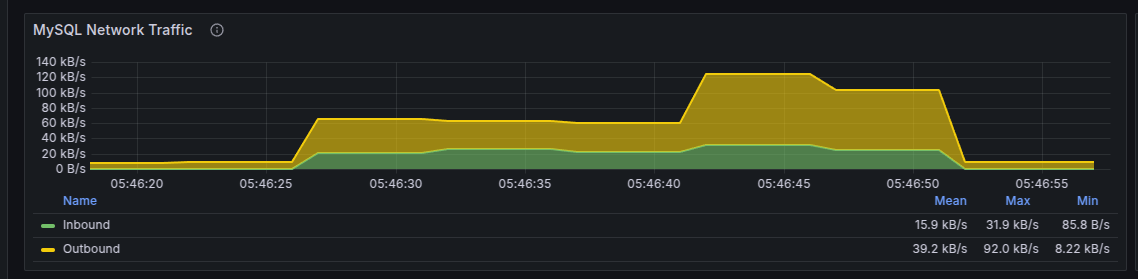 MySQL Network Traffic
140 kB/s
120 kB/s
100 kB/s
80 kB/s
60 kB/s
40 kB/s
20 kB/s
0 B/s
05:46:20 05:46:25 05:46:30 05:46:35 05:46:40 05:46:45 05:46:50 05:46:55
Name Mean Max Min
Inbound 15.9 kB/s 31.9 kB/s 85.8 B/s
Outbound 39.2 kB/s 92.0 kB/s 8.22 kB/s